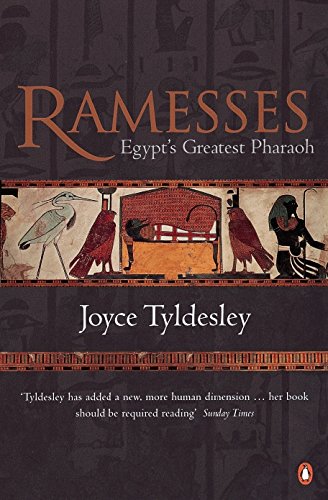 RAMESSES
Egypt's Greatest Pharaoh
Joyce Tyldesley
‘Tyldesley has added a new, more human dimension ... her book
should be required reading’ Sunday Times